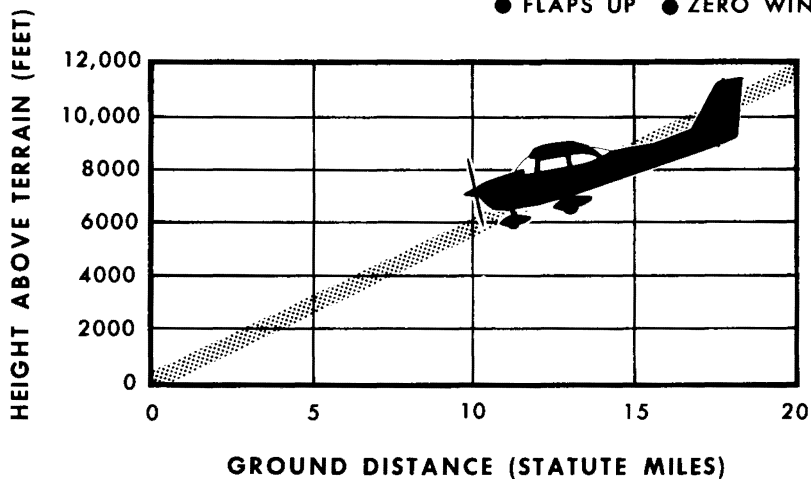 ● FLAPS UP ● ZERO
HEIGHT ABOVE TERRAIN (FEET)
12,000
10,000
8000
6000
4000
2000
0
0 5 10 15 20
GROUND DISTANCE (STATUTE MILES)